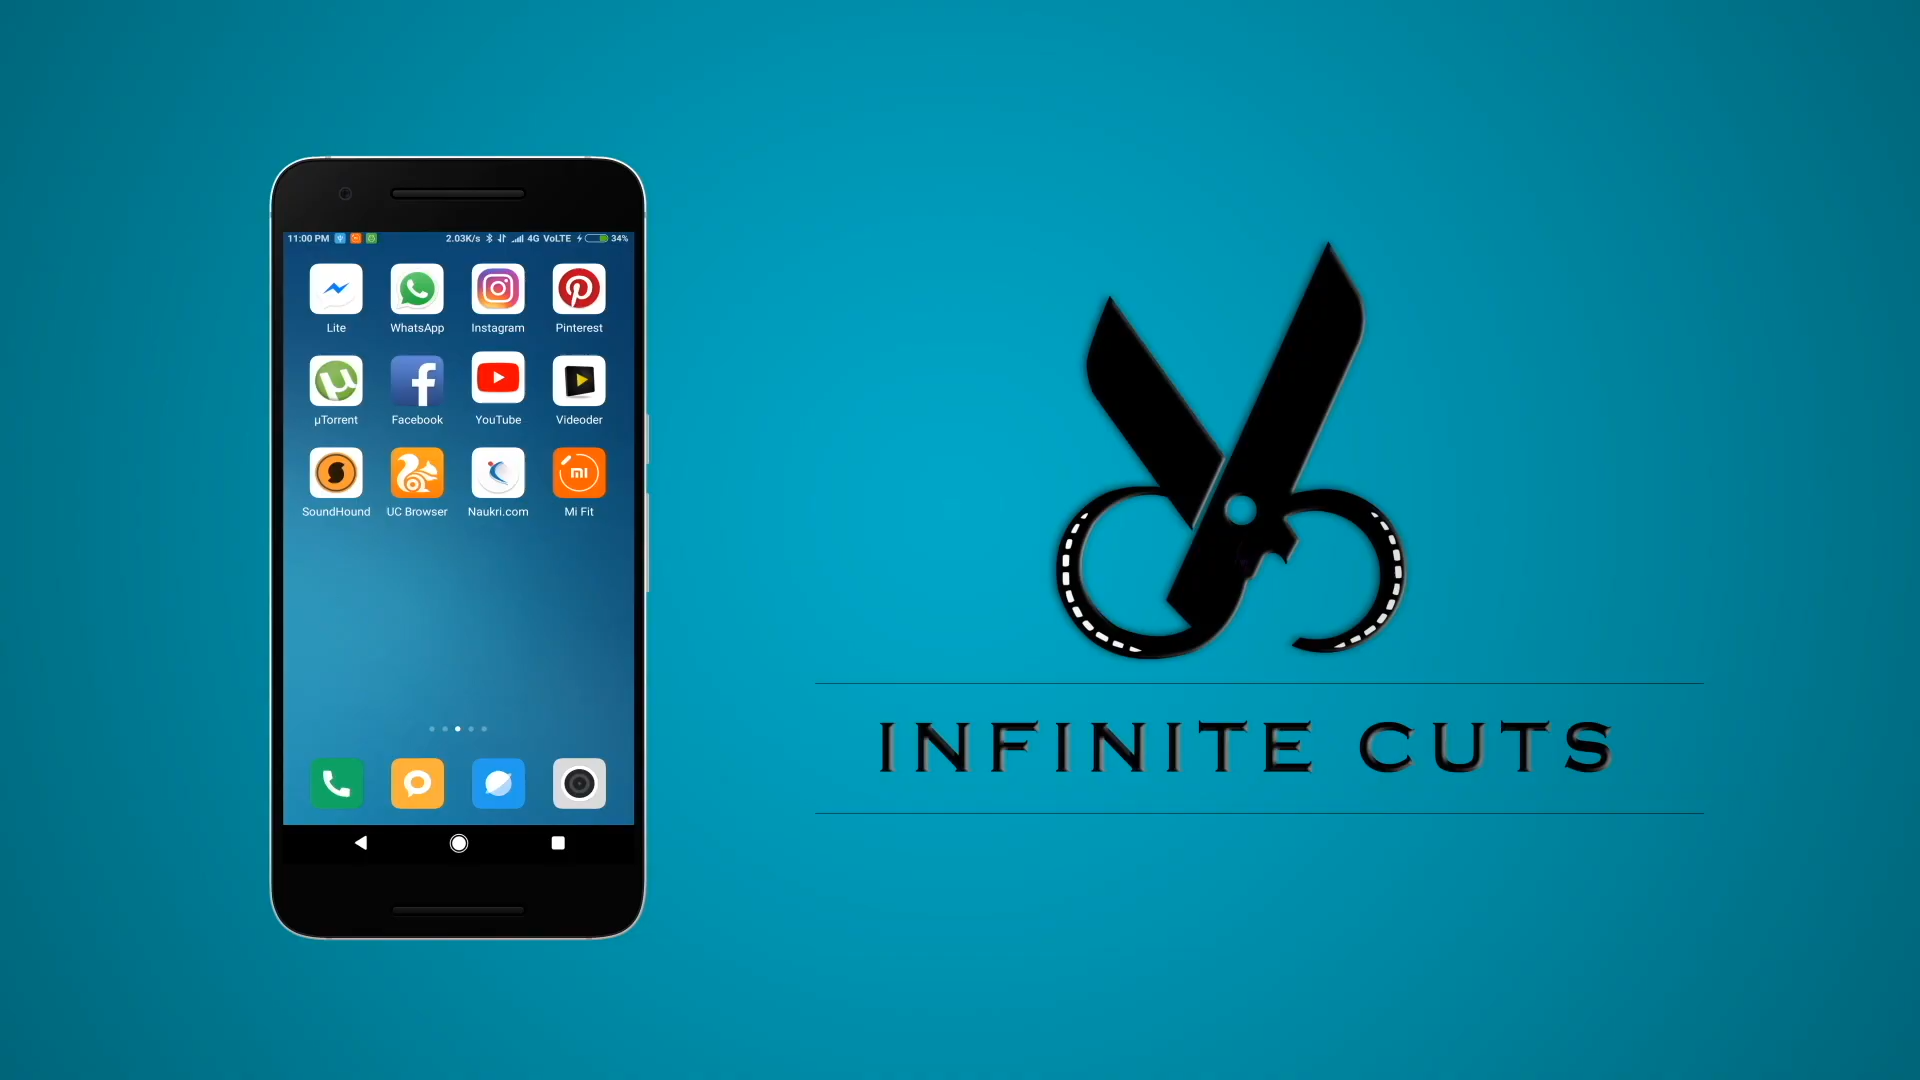 11:00 PM 2.03K/s 4G VoLTE 34%
Lite WhatsApp Instagram Pinterest
µTorrent Facebook YouTube Videoder
SoundHound UC Browser Naukri.com Mi Fit
INFINITE CUTS